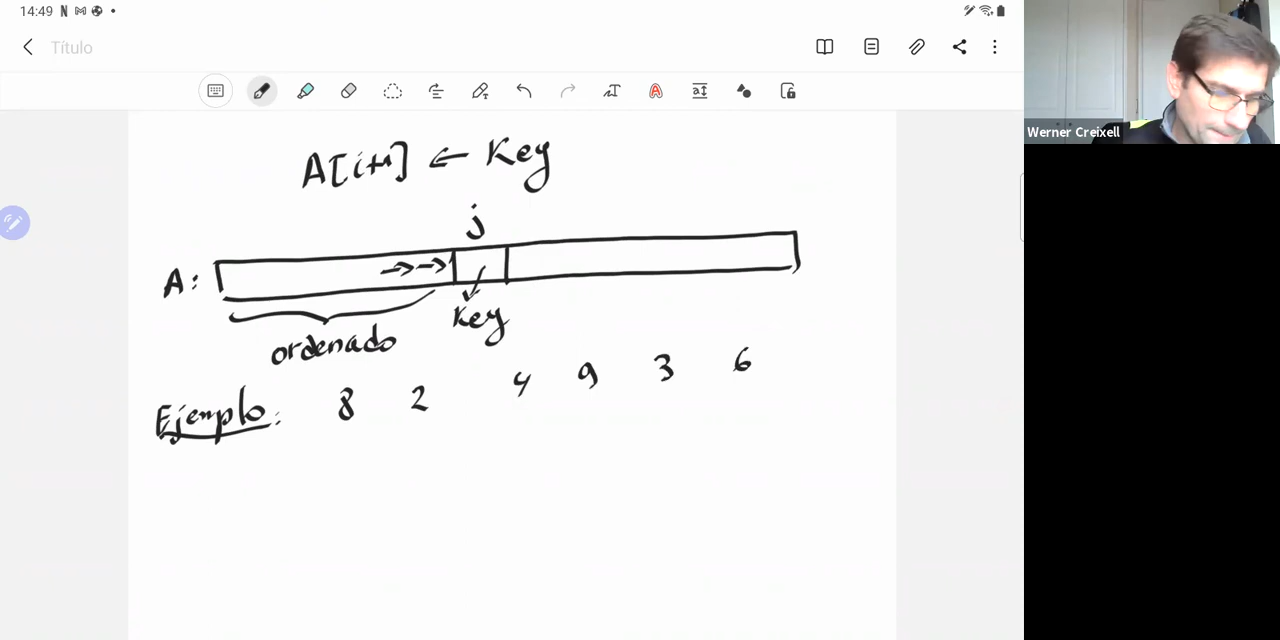 14:49
Título
Werner Creixell
A[i+1] ← Key
j
A:
Key
ordenado
Ejemplo: 8 2 4 9 3 6